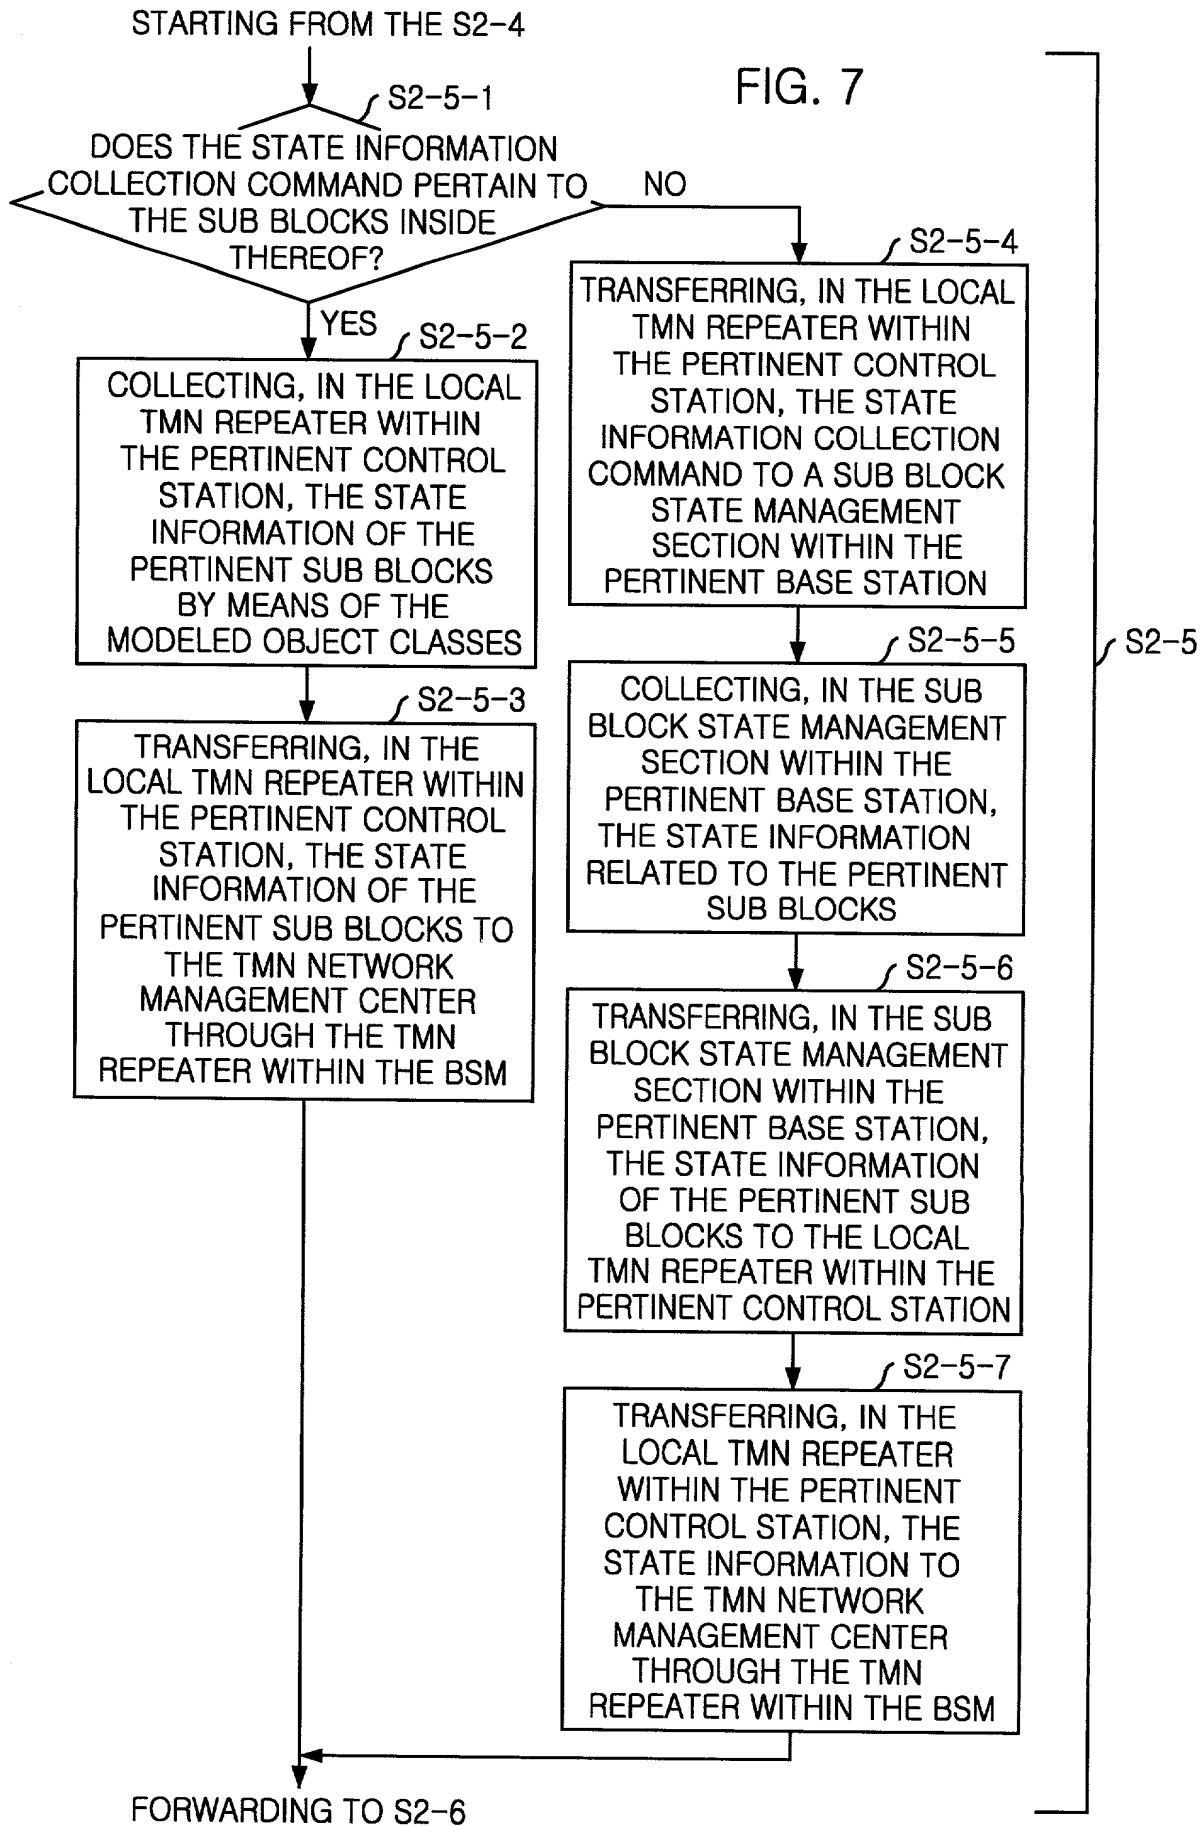 STARTING FROM THE S2-4
FIG. 7
S2-5-1
DOES THE STATE INFORMATION
COLLECTION COMMAND PERTAIN TO
THE SUB BLOCKS INSIDE
THEREOF?
NO
YES
S2-5-2
COLLECTING, IN THE LOCAL
TMN REPEATER WITHIN
THE PERTINENT CONTROL
STATION, THE STATE
INFORMATION OF THE
PERTINENT SUB BLOCKS
BY MEANS OF THE
MODELED OBJECT CLASSES
S2-5-3
TRANSFERRING, IN THE
LOCAL TMN REPEATER WITHIN
THE PERTINENT CONTROL
STATION, THE STATE
INFORMATION OF THE
PERTINENT SUB BLOCKS TO
THE TMN NETWORK
MANAGEMENT CENTER
THROUGH THE TMN
REPEATER WITHIN THE BSM
S2-5-4
TRANSFERRING, IN THE LOCAL
TMN REPEATER WITHIN
THE PERTINENT CONTROL
STATION, THE STATE
INFORMATION COLLECTION
COMMAND TO A SUB BLOCK
STATE MANAGEMENT
SECTION WITHIN THE
PERTINENT BASE STATION
S2-5-5
COLLECTING, IN THE SUB
BLOCK STATE MANAGEMENT
SECTION WITHIN THE
PERTINENT BASE STATION,
THE STATE INFORMATION
RELATED TO THE PERTINENT
SUB BLOCKS
S2-5-6
TRANSFERRING, IN THE SUB
BLOCK STATE MANAGEMENT
SECTION WITHIN THE
PERTINENT BASE STATION,
THE STATE INFORMATION
OF THE PERTINENT SUB
BLOCKS TO THE LOCAL
TMN REPEATER WITHIN THE
PERTINENT CONTROL STATION
S2-5-7
TRANSFERRING, IN THE
LOCAL TMN REPEATER
WITHIN THE PERTINENT
CONTROL STATION, THE
STATE INFORMATION TO
THE TMN NETWORK
MANAGEMENT CENTER
THROUGH THE TMN
REPEATER WITHIN THE BSM
S2-5
FORWARDING TO S2-6